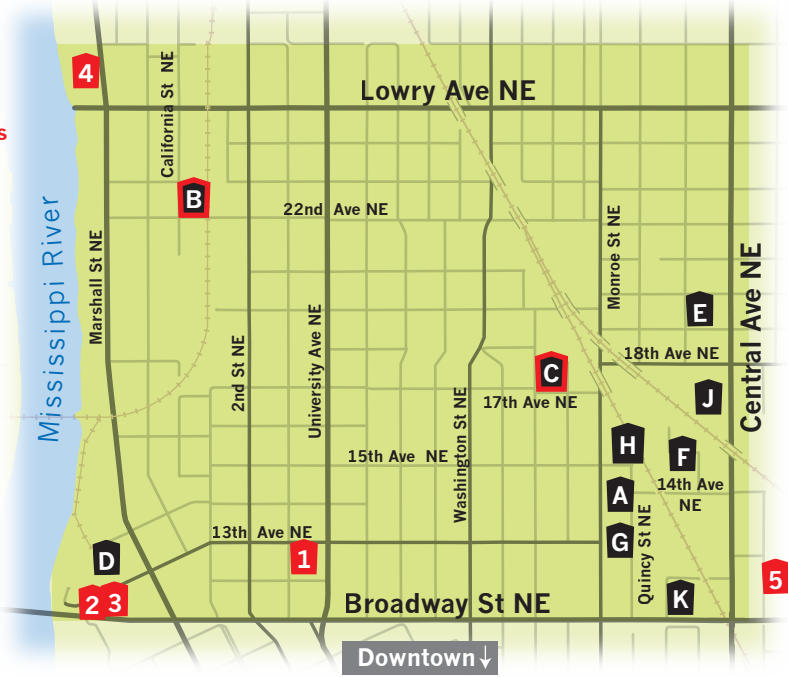 4
California St NE
Lowry Ave NE
s
B
22nd Ave NE
Mississippi River
Marshall St NE
Monroe St NE
Central Ave NE
E
2nd St NE
University Ave NE
18th Ave NE
C
17th Ave NE
J
Washington St NE
15th Ave NE
H
F
14th Ave
NE
A
Quincy St NE
13th Ave NE
G
D
1
5
2
3
Broadway St NE
K
Downtown↓